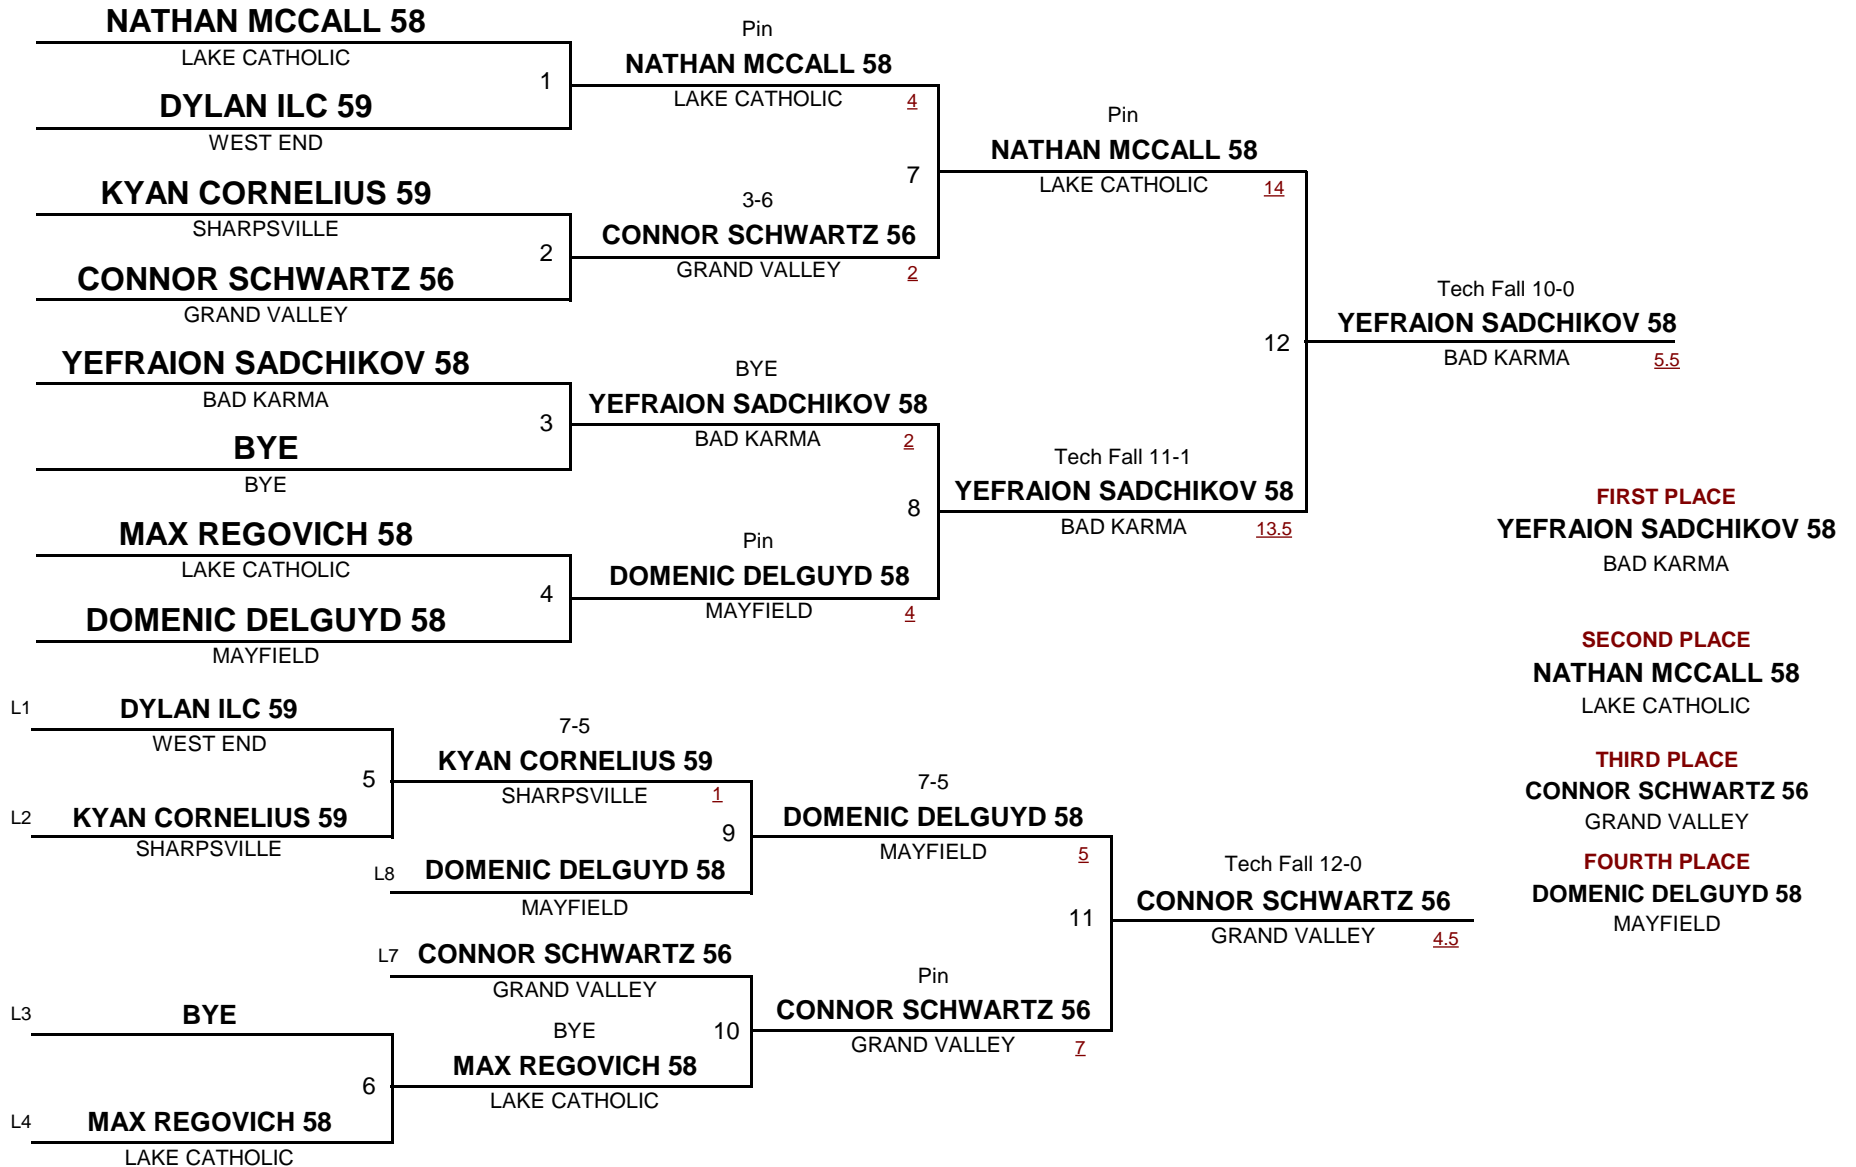 NATHAN MCCALL 58
LAKE CATHOLIC
1
DYLAN ILC 59
WEST END
KYAN CORNELIUS 59
SHARPSVILLE
2
CONNOR SCHWARTZ 56
GRAND VALLEY
YEFRAION SADCHIKOV 58
BAD KARMA
3
BYE
BYE
MAX REGOVICH 58
LAKE CATHOLIC
4
DOMENIC DELGUYD 58
MAYFIELD
Pin
NATHAN MCCALL 58
LAKE CATHOLIC 4
7
3-6
CONNOR SCHWARTZ 56
GRAND VALLEY 2
BYE
YEFRAION SADCHIKOV 58
BAD KARMA 2
8
Pin
DOMENIC DELGUYD 58
MAYFIELD 4
Pin
NATHAN MCCALL 58
LAKE CATHOLIC 14
12
Tech Fall 11-1
YEFRAION SADCHIKOV 58
BAD KARMA 13.5
Tech Fall 10-0
YEFRAION SADCHIKOV 58
BAD KARMA 5.5
FIRST PLACE
YEFRAION SADCHIKOV 58
BAD KARMA
SECOND PLACE
NATHAN MCCALL 58
LAKE CATHOLIC
THIRD PLACE
CONNOR SCHWARTZ 56
GRAND VALLEY
FOURTH PLACE
DOMENIC DELGUYD 58
MAYFIELD
L1 DYLAN ILC 59
WEST END
5
L2 KYAN CORNELIUS 59
SHARPSVILLE
L3 BYE
6
L4 MAX REGOVICH 58
LAKE CATHOLIC
7-5
KYAN CORNELIUS 59
SHARPSVILLE 1
9
L8 DOMENIC DELGUYD 58
MAYFIELD
L7 CONNOR SCHWARTZ 56
GRAND VALLEY
10
BYE
MAX REGOVICH 58
LAKE CATHOLIC
7-5
DOMENIC DELGUYD 58
MAYFIELD 5
11
Pin
CONNOR SCHWARTZ 56
GRAND VALLEY 7
Tech Fall 12-0
CONNOR SCHWARTZ 56
GRAND VALLEY 4.5